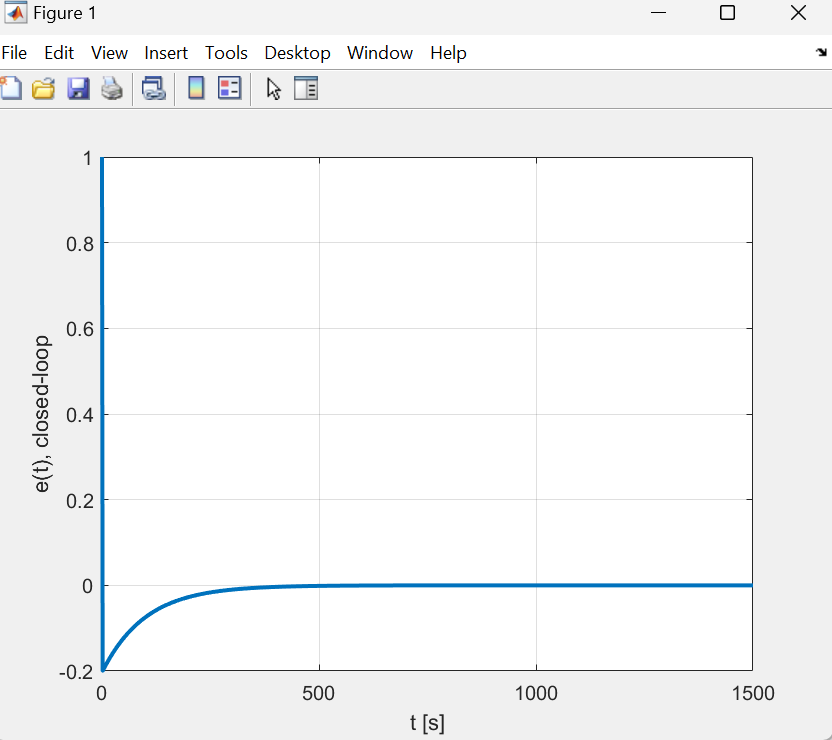 Figure 1
File Edit View Insert Tools Desktop Window Help
1
0.8
0.6
0.4
0.2
0
-0.2
e(t), closed-loop
0 500 1000 1500
t [s]